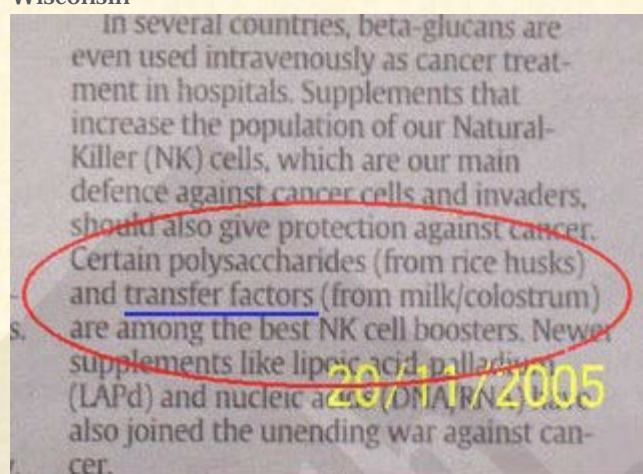 Wisconsin
In several countries, beta-glucans are
even used intravenously as cancer treat-
ment in hospitals. Supplements that
increase the population of our Natural-
Killer (NK) cells, which are our main
defence against cancer cells and invaders,
should also give protection against cancer.
Certain polysaccharides (from rice husks)
and transfer factors (from milk/colostrum)
s. are among the best NK cell boosters. Newer
supplements like lipoic acid palladium
(LAPd) and nucleic
20/11/2005
also joined the unending war against can-
cer.